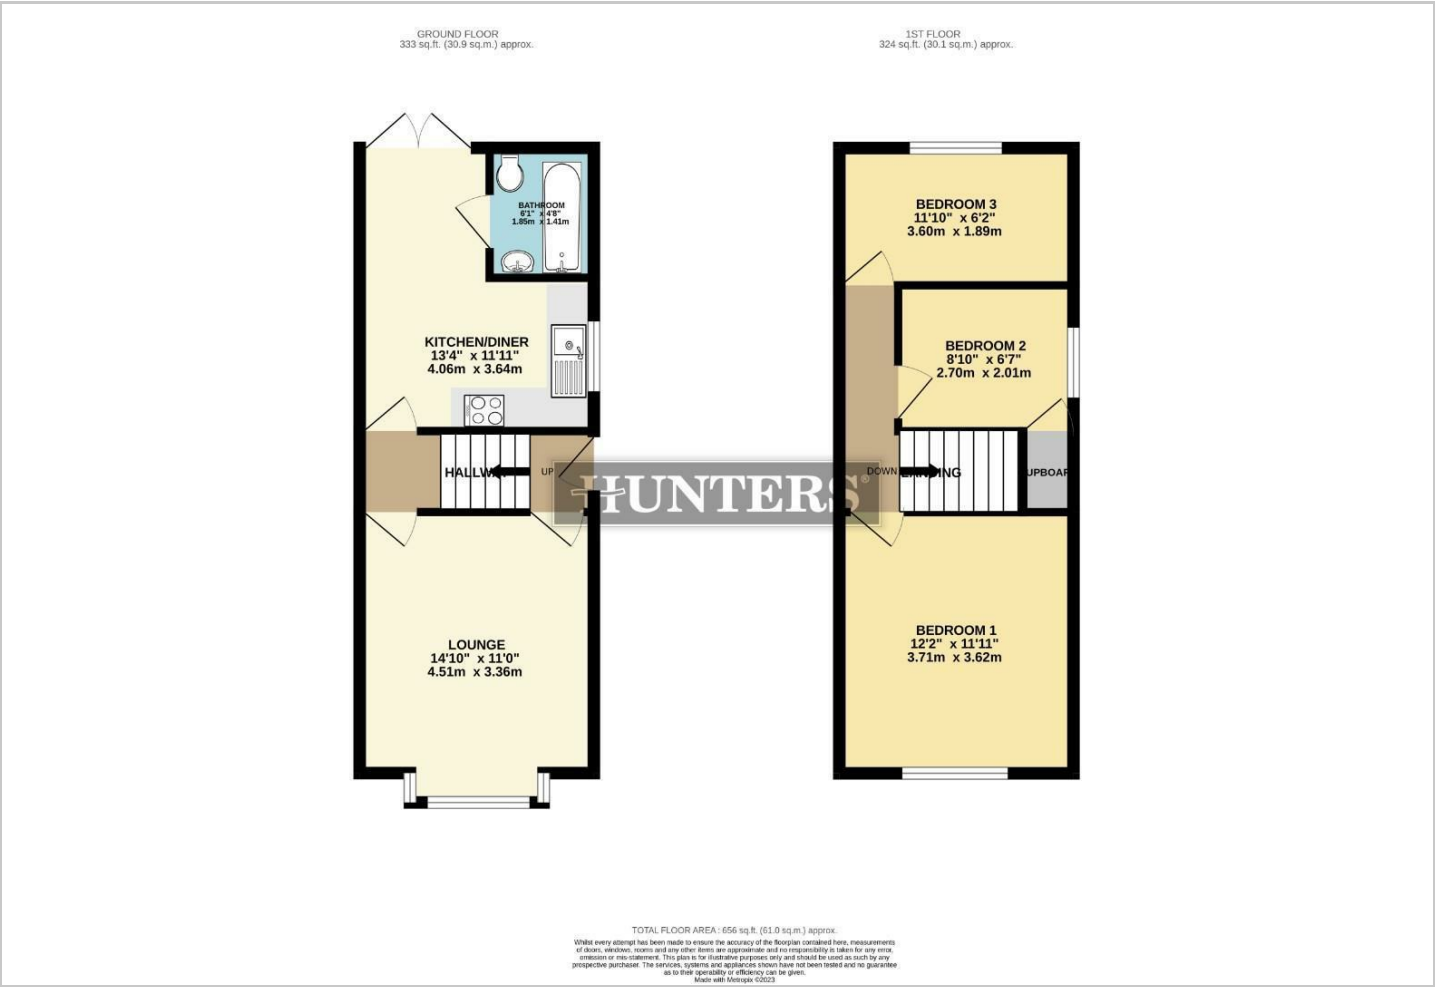 GROUND FLOOR
333 sq.ft. (30.9 sq.m.) approx.
BATHROOM
6'1" x 4'8"
1.85m x 1.41m
KITCHEN/DINER
13'4" x 11'11"
4.06m x 3.64m
HALLWAY
UP
LOUNGE
14'10" x 11'0"
4.51m x 3.36m
1ST FLOOR
324 sq.ft. (30.1 sq.m.) approx.
BEDROOM 3
11'10" x 6'2"
3.60m x 1.89m
BEDROOM 2
8'10" x 6'7"
2.70m x 2.01m
DOWN
LANDING
UPBOAR
BEDROOM 1
12'2" x 11'11"
3.71m x 3.62m
HUNTERS®
TOTAL FLOOR AREA : 656 sq.ft. (61.0 sq.m.) approx.
Whilst every attempt has been made to ensure the accuracy of the floorplan contained here, measurements
of doors, windows, rooms and any other items are approximate and no responsibility is taken for any error,
omission or mis-statement. This plan is for illustrative purposes only and should be used as such by any
prospective purchaser. The services, systems and appliances shown have not been tested and no guarantee
as to their operability or efficiency can be given.
Made with Metropix ©2023